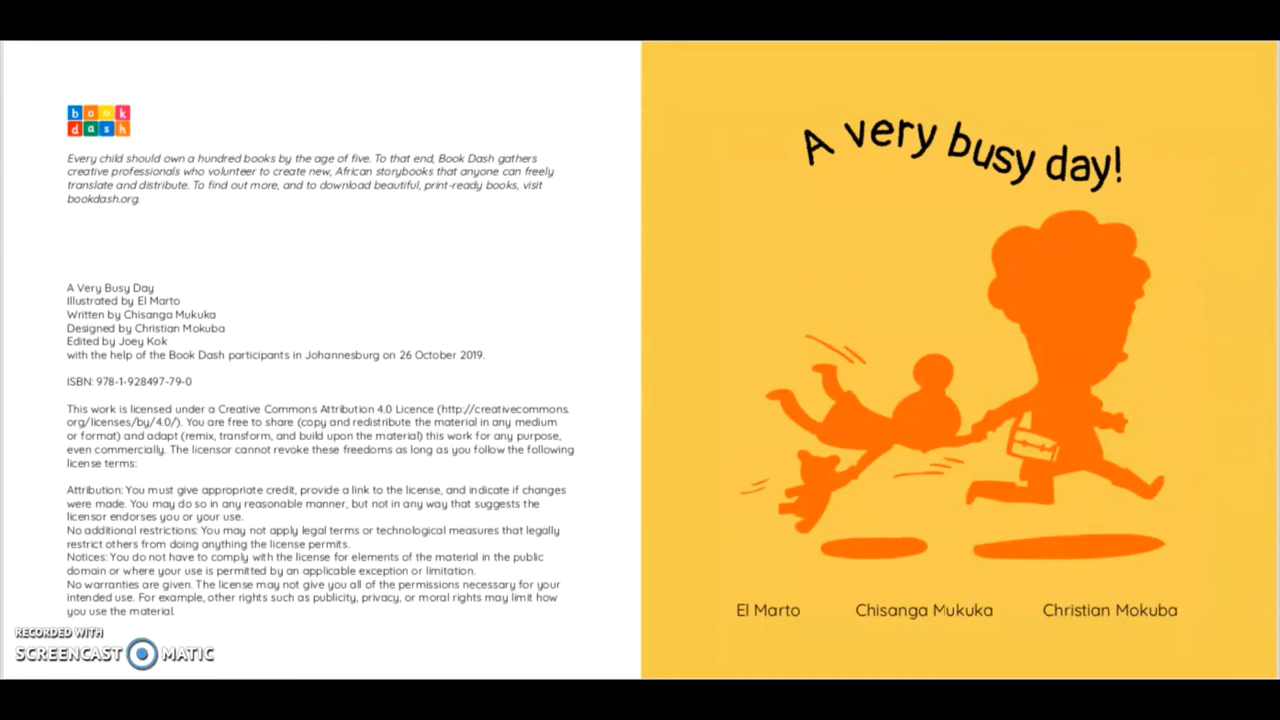 book
dash
Every child should own a hundred books by the age of five. To that end, Book Dash gathers
creative professionals who volunteer to create new, African storybooks that anyone can freely
translate and distribute. To find out more, and to download beautiful, print-ready books, visit
bookdash.org.
A Very Busy Day
Illustrated by El Marto
Written by Chisanga Mukuka
Designed by Christian Mokuba
Edited by Joey Kok
with the help of the Book Dash participants in Johannesburg on 26 October 2019.
ISBN: 978-1-928497-79-0
This work is licensed under a Creative Commons Attribution 4.0 Licence (http://creativecommons.
org/licenses/by/4.0/). You are free to share (copy and redistribute the material in any medium
or format) and adapt (remix, transform, and build upon the material) this work for any purpose,
even commercially. The licensor cannot revoke these freedoms as long as you follow the following
license terms:
Attribution: You must give appropriate credit, provide a link to the license, and indicate if changes
were made. You may do so in any reasonable manner, but not in any way that suggests the
licensor endorses you or your use.
No additional restrictions: You may not apply legal terms or technological measures that legally
restrict others from doing anything the license permits.
Notices: You do not have to comply with the license for elements of the material in the public
domain or where your use is permitted by an applicable exception or limitation.
No warranties are given. The license may not give you all of the permissions necessary for your
intended use. For example, other rights such as publicity, privacy, or moral rights may limit how
you use the material.
RECORDED WITH
SCREENCAST MATIC
A very busy day!
El Marto Chisanga Mukuka Christian Mokuba